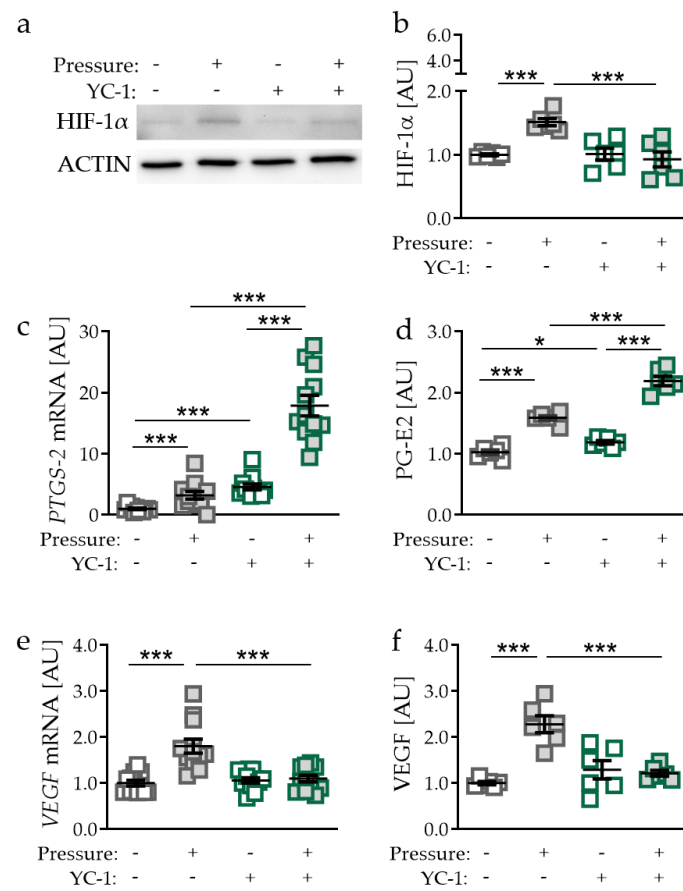 a
Pressure: - + - +
YC-1: - - + +
HIF-1α
ACTIN
b
HIF-1α [AU]
6.0
4.0
2.0
1.0
0.0
*** ***
Pressure: - + - +
YC-1: - - + +
c
PTGS-2 mRNA [AU]
30
20
10
0
***
***
***
***
Pressure: - + - +
YC-1: - - + +
d
PG-E2 [AU]
3.0
2.0
1.0
0.0
***
*
***
***
Pressure: - + - +
YC-1: - - + +
e
VEGF mRNA [AU]
4.0
3.0
2.0
1.0
0.0
*** ***
Pressure: - + - +
YC-1: - - + +
f
VEGF [AU]
4.0
3.0
2.0
1.0
0.0
*** ***
Pressure: - + - +
YC-1: - - + +